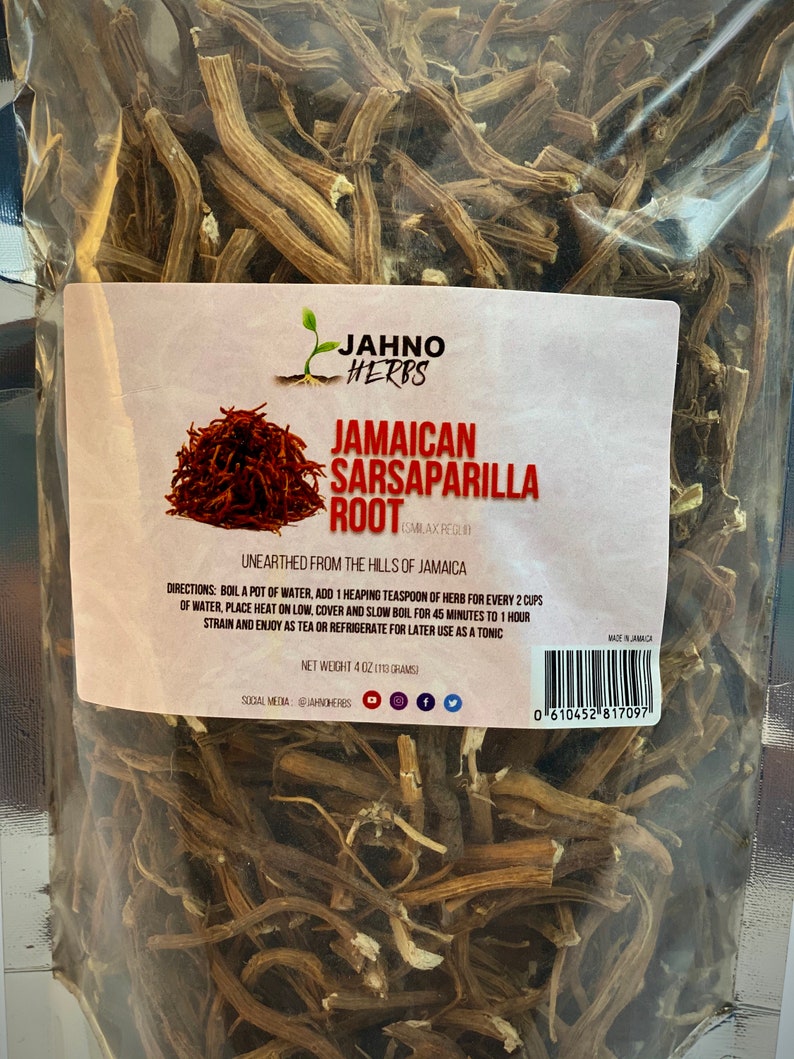 JAHNO
HERBS
JAMAICAN
SARSAPARILLA
ROOT (SMILAX REGLII)
UNEARTHED FROM THE HILLS OF JAMAICA
DIRECTIONS: BOIL A POT OF WATER, ADD 1 HEAPING TEASPOON OF HERB FOR EVERY 2 CUPS
OF WATER, PLACE HEAT ON LOW, COVER AND SLOW BOIL FOR 45 MINUTES TO 1 HOUR
STRAIN AND ENJOY AS TEA OR REFRIGERATE FOR LATER USE AS A TONIC
MADE IN JAMAICA
NET WEIGHT 4 OZ (113 GRAMS)
SOCIAL MEDIA : @JAHNOHERBS
0 610452 817097